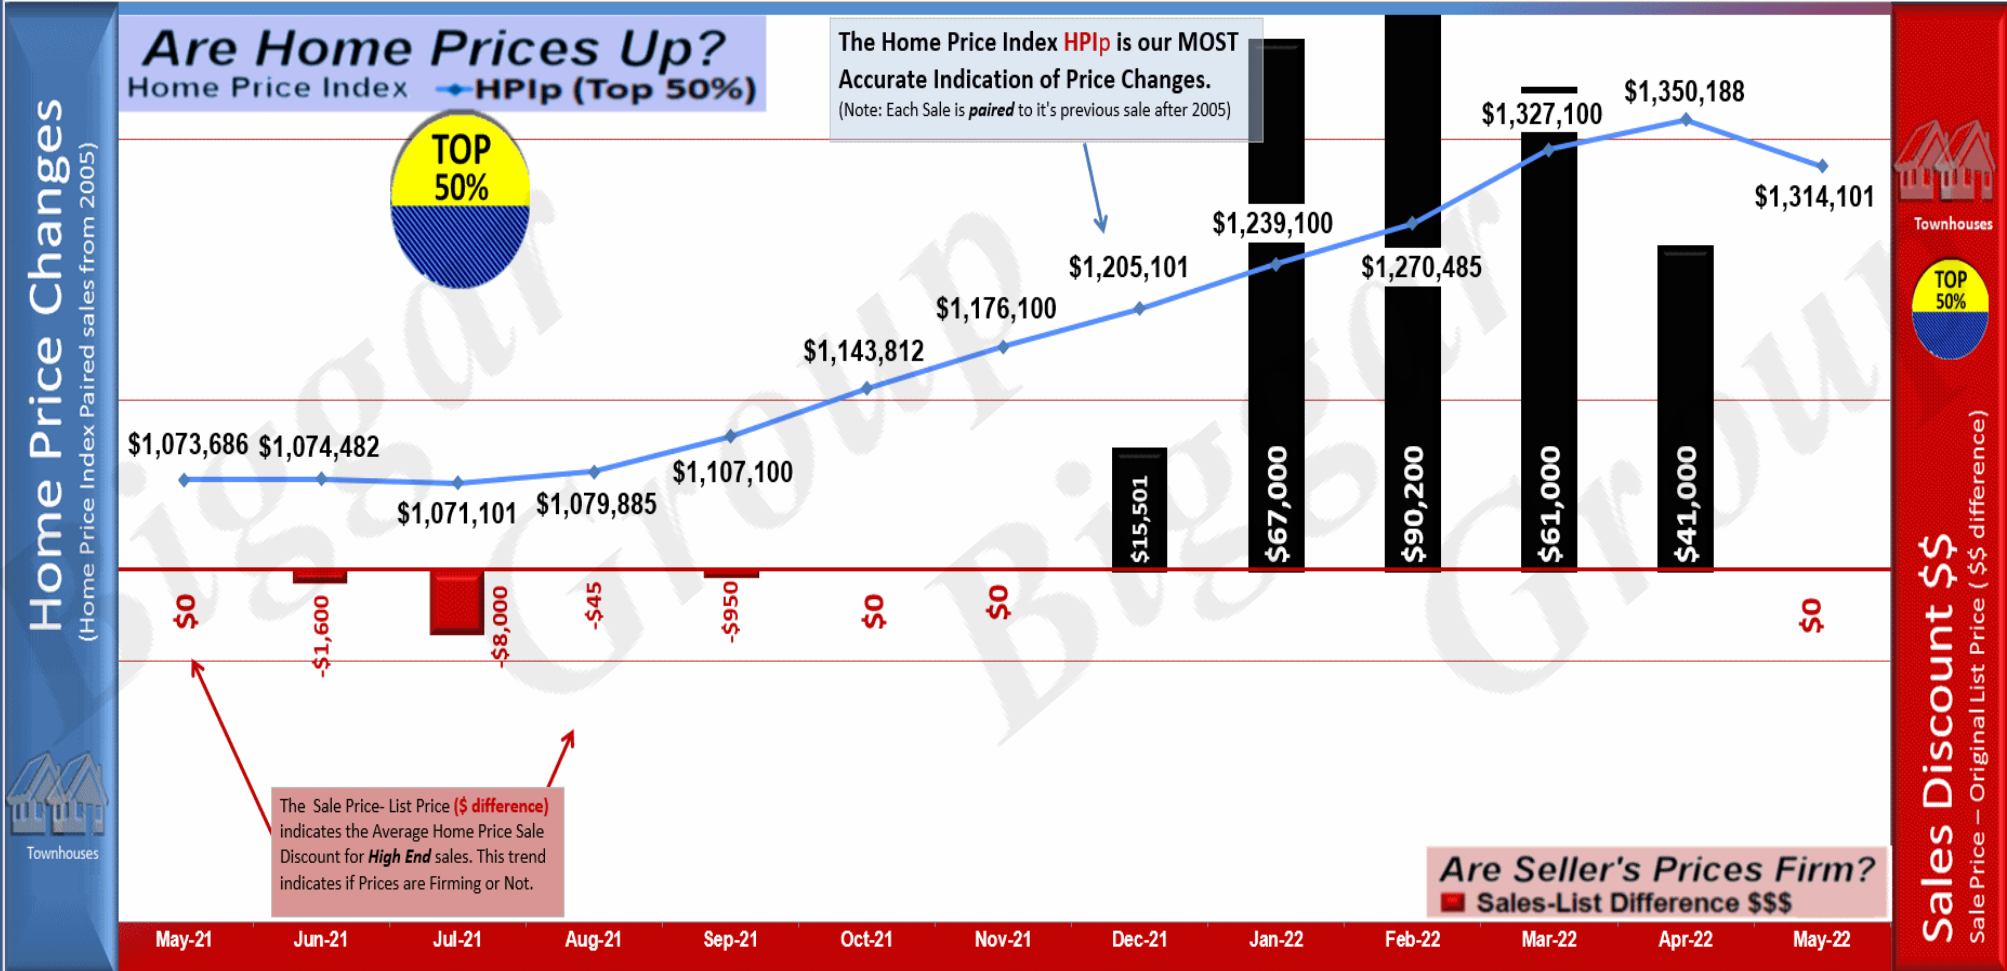 Are Home Prices Up?
Home Price Index HPIp (Top 50%)
TOP
50%
The Home Price Index HPIp is our MOST
Accurate Indication of Price Changes.
(Note: Each Sale is paired to it's previous sale after 2005)
Home Price Changes
(Home Price Index Paired sales from 2005)
Townhouses
$1,073,686
$1,074,482
$1,071,101
$1,079,885
$1,107,100
$1,143,812
$1,176,100
$1,205,101
$1,239,100
$1,270,485
$1,327,100
$1,350,188
$1,314,101
$0
-$1,600
-$8,000
-$45
-$950
$0
$0
$15,501
$67,000
$90,200
$61,000
$41,000
$0
Biggar
Group
Biggar
Group
The Sale Price- List Price ($ difference)
indicates the Average Home Price Sale
Discount for High End sales. This trend
indicates if Prices are Firming or Not.
Are Seller's Prices Firm?
Sales-List Difference $$$
May-21 Jun-21 Jul-21 Aug-21 Sep-21 Oct-21 Nov-21 Dec-21 Jan-22 Feb-22 Mar-22 Apr-22 May-22
Townhouses
TOP
50%
Sales Discount $$
Sale Price – Original List Price ( $$ difference)